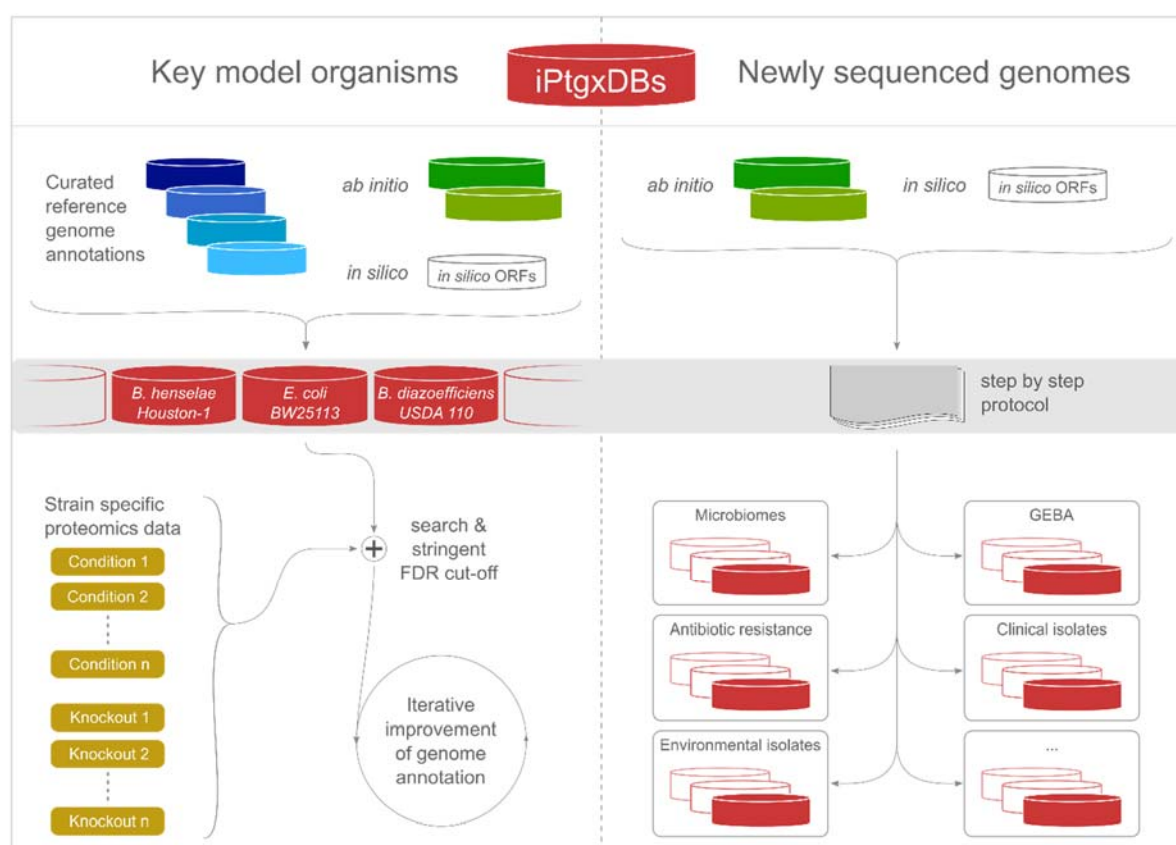 Key model organisms
iPtgxDBs
Newly sequenced genomes
Curated
reference
genome
annotations
ab initio
in silico
in silico ORFs
ab initio
in silico
in silico ORFs
B. henselae
Houston-1
E. coli
BW25113
B. diazoefficiens
USDA 110
step by step
protocol
Strain specific
proteomics data
Condition 1
Condition 2
Condition n
Knockout 1
Knockout 2
Knockout n
+
search &
stringent
FDR cut-off
Iterative
improvement
of genome
annotation
Microbiomes
GEBA
Antibiotic resistance
Clinical isolates
Environmental isolates
...